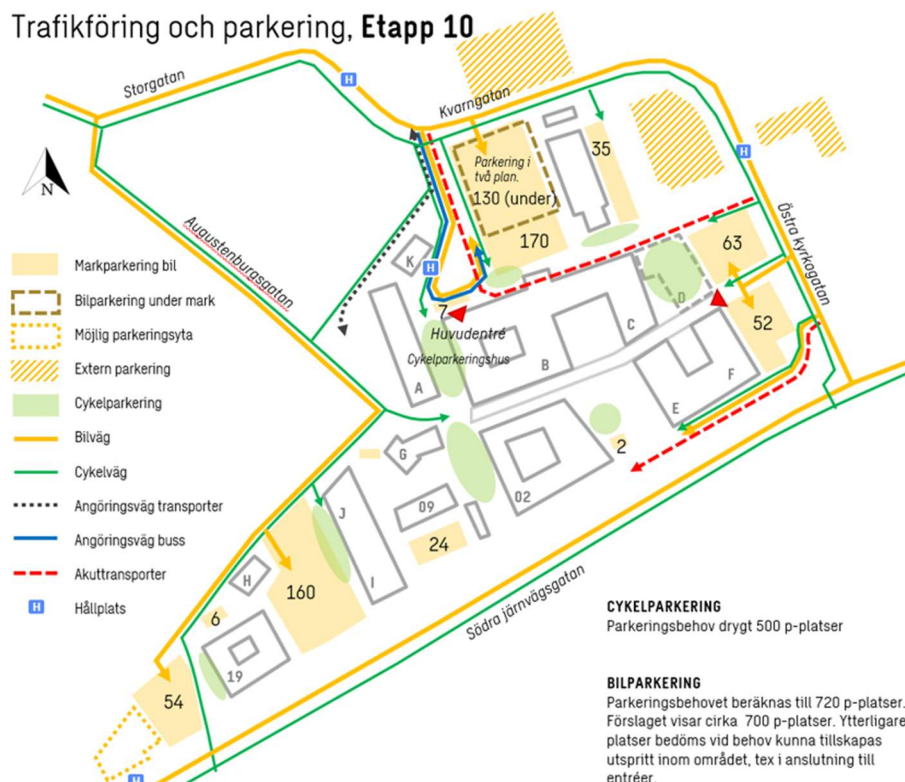 Trafikföring och parkering, Etapp 10
Storgatan
H
Kvarngatan
H
Parkering i
två plan.
130 (under)
170
35
N
Augustenburgsgatan
Östra kyrkogatan
63
K
H
D
7
Huvudentré
Cykelparkeringshus
52
C
B
A
F
E
G
2
02
J
09
24
I
H
160
6
19
54
H
Södra järnvägsgatan
Markparkering bil
Bilparkering under mark
Möjlig parkeringsyta
Extern parkering
Cykelparkering
Bilväg
Cykelväg
Angöringsväg transporter
Angöringsväg buss
Akuttransporter
H Hållplats
CYKELPARKERING
Parkeringsbehov drygt 500 p-platser
BILPARKERING
Parkeringsbehovet beräknas till 720 p-platser.
Förslaget visar cirka 700 p-platser. Ytterligare
platser bedöms vid behov kunna tillskapas
utspritt inom området, tex i anslutning till
entréer.